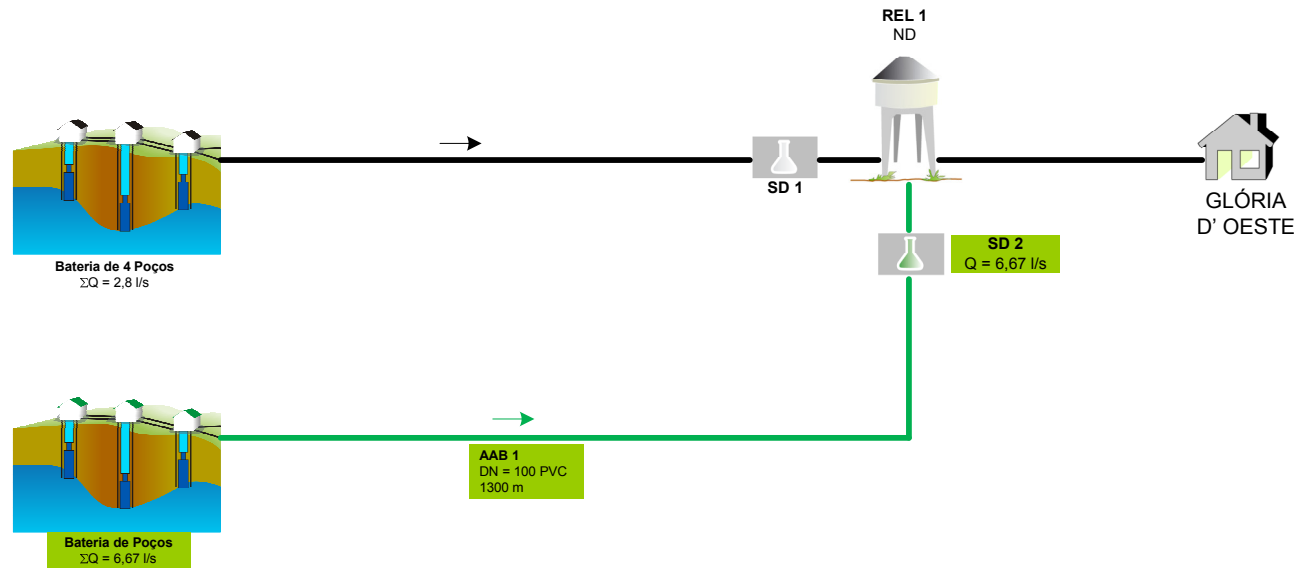 REL 1
ND
SD 1
GLÓRIA
D' OESTE
Bateria de 4 Poços
ΣQ = 2,8 l/s
SD 2
Q = 6,67 l/s
AAB 1
DN = 100 PVC
1300 m
Bateria de Poços
ΣQ = 6,67 l/s